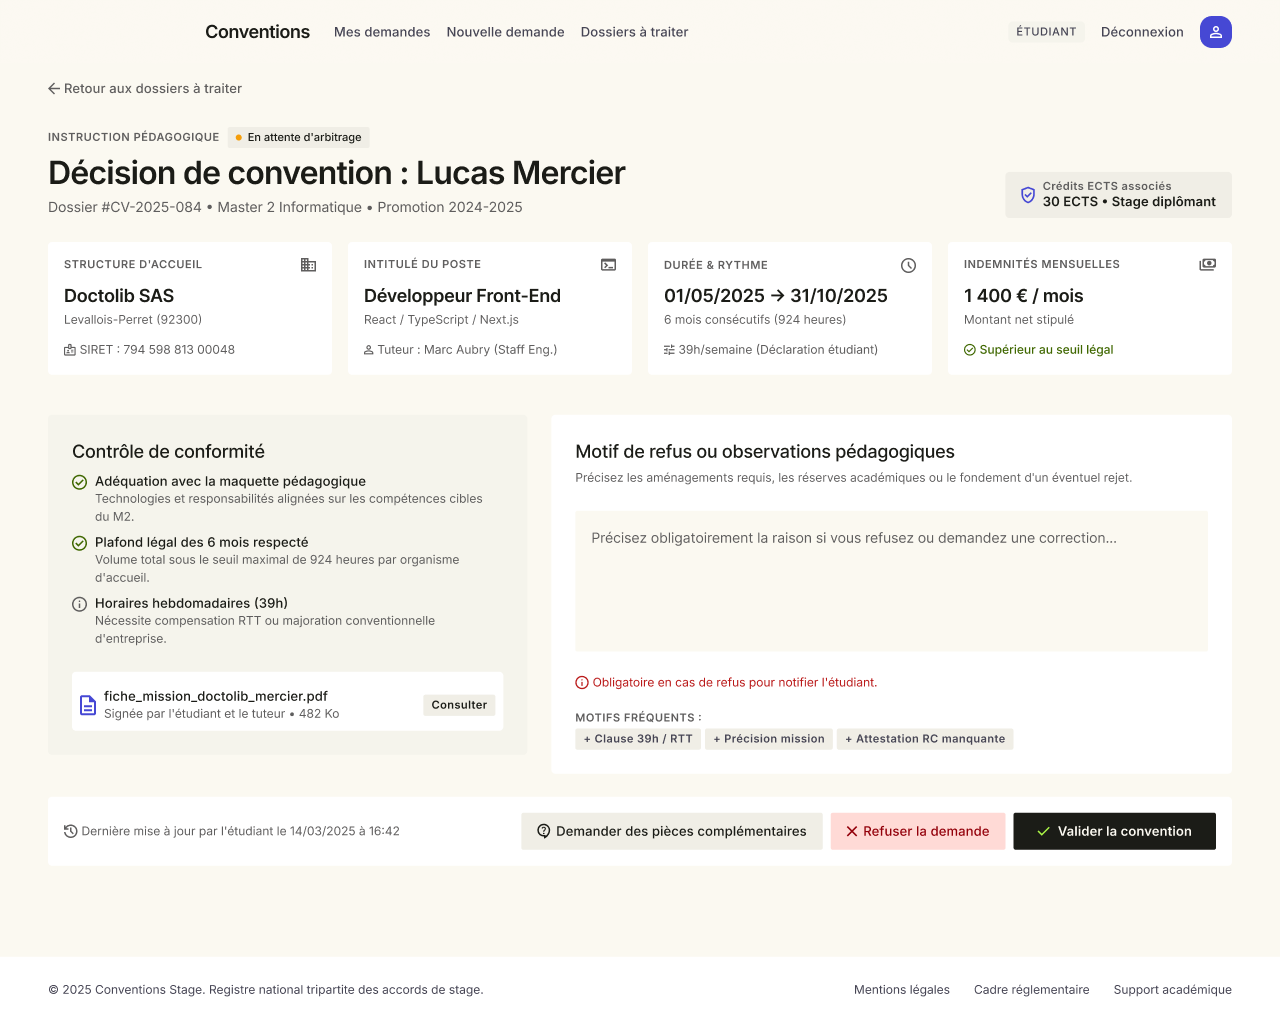 Conventions
Mes demandes
Nouvelle demande
Dossiers à traiter
ÉTUDIANT
Déconnexion
Retour aux dossiers à traiter
INSTRUCTION PÉDAGOGIQUE
En attente d'arbitrage
Décision de convention : Lucas Mercier
Dossier #CV-2025-084 • Master 2 Informatique • Promotion 2024-2025
Crédits ECTS associés
30 ECTS • Stage diplômant
STRUCTURE D'ACCUEIL
Doctolib SAS
Levallois-Perret (92300)
SIRET : 794 598 813 00048
INTITULÉ DU POSTE
Développeur Front-End
React / TypeScript / Next.js
Tuteur : Marc Aubry (Staff Eng.)
DURÉE & RYTHME
01/05/2025 → 31/10/2025
6 mois consécutifs (924 heures)
39h/semaine (Déclaration étudiant)
INDEMNITÉS MENSUELLES
1 400 € / mois
Montant net stipulé
Supérieur au seuil légal
Contrôle de conformité
Adéquation avec la maquette pédagogique
Technologies et responsabilités alignées sur les compétences cibles
du M2.
Plafond légal des 6 mois respecté
Volume total sous le seuil maximal de 924 heures par organisme
d'accueil.
Horaires hebdomadaires (39h)
Nécessite compensation RTT ou majoration conventionnelle
d'entreprise.
fiche_mission_doctolib_mercier.pdf
Signée par l'étudiant et le tuteur • 482 Ko
Consulter
Motif de refus ou observations pédagogiques
Précisez les aménagements requis, les réserves académiques ou le fondement d'un éventuel rejet.
Précisez obligatoirement la raison si vous refusez ou demandez une correction...
Obligatoire en cas de refus pour notifier l'étudiant.
MOTIFS FRÉQUENTS :
+ Clause 39h / RTT
+ Précision mission
+ Attestation RC manquante
Dernière mise à jour par l'étudiant le 14/03/2025 à 16:42
Demander des pièces complémentaires
Refuser la demande
Valider la convention
© 2025 Conventions Stage. Registre national tripartite des accords de stage.
Mentions légales
Cadre réglementaire
Support académique